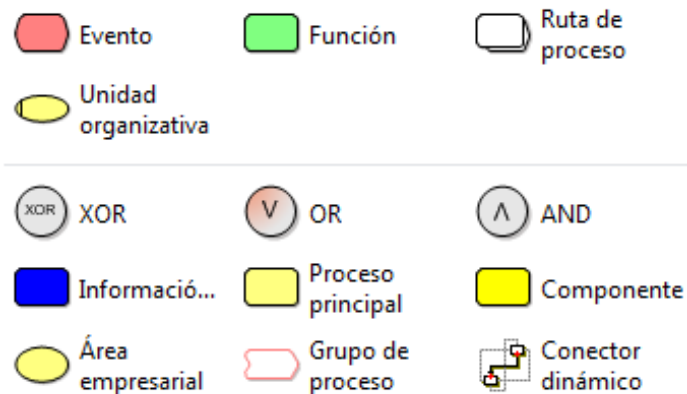 Evento
Función
Ruta de
proceso
Unidad
organizativa
XOR
XOR
V
OR
Λ
AND
Informació...
Proceso
principal
Componente
Área
empresarial
Grupo de
proceso
Conector
dinámico